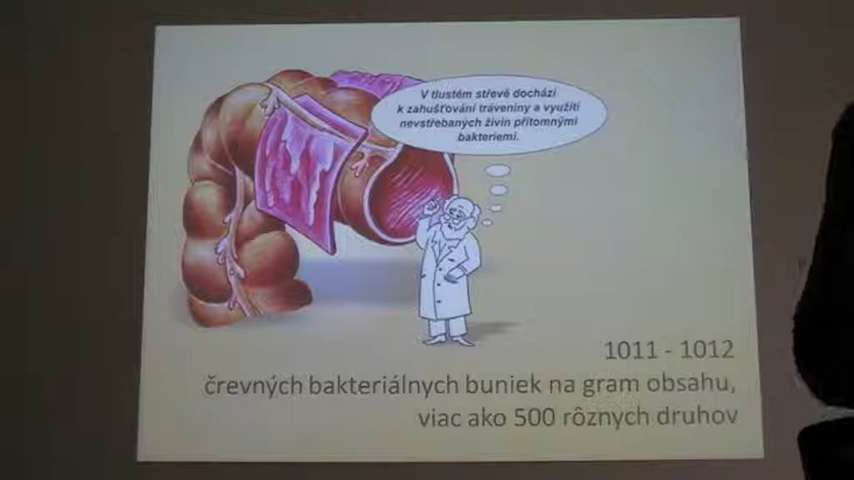 V tlustém střevě dochází
k zahušťování tráveniny a využití
nevstřebaných živin přítomnými
bakteriemi.
1011 - 1012
črevných bakteriálnych buniek na gram obsahu,
viac ako 500 rôznych druhov